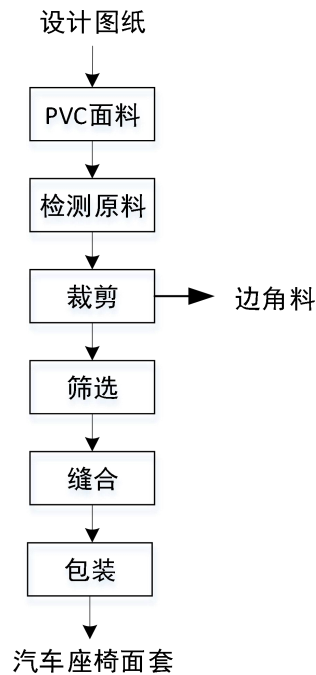 设计图纸
PVC面料
检测原料
裁剪
边角料
筛选
缝合
包装
汽车座椅面套